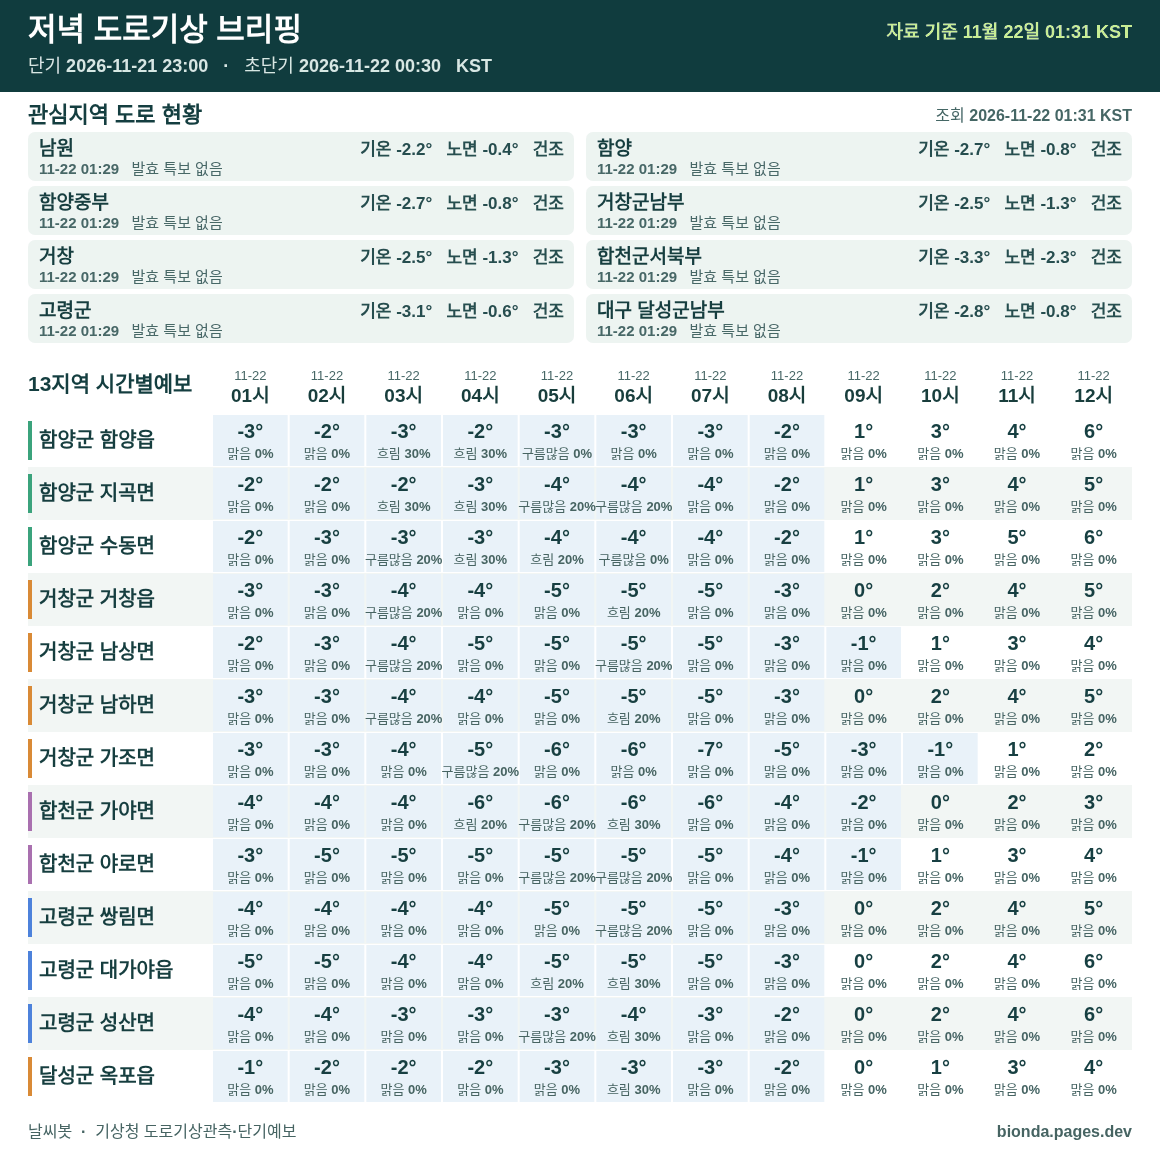 저녁 도로기상 브리핑
자료 기준 11월 22일 01:31 KST
단기 2026-11-21 23:00 · 초단기 2026-11-22 00:30 KST
관심지역 도로 현황
조회 2026-11-22 01:31 KST
남원 기온 -2.2° 노면 -0.4° 건조
11-22 01:29 발효 특보 없음
함양 기온 -2.7° 노면 -0.8° 건조
11-22 01:29 발효 특보 없음
함양중부 기온 -2.7° 노면 -0.8° 건조
11-22 01:29 발효 특보 없음
거창군남부 기온 -2.5° 노면 -1.3° 건조
11-22 01:29 발효 특보 없음
거창 기온 -2.5° 노면 -1.3° 건조
11-22 01:29 발효 특보 없음
합천군서북부 기온 -3.3° 노면 -2.3° 건조
11-22 01:29 발효 특보 없음
고령군 기온 -3.1° 노면 -0.6° 건조
11-22 01:29 발효 특보 없음
대구 달성군남부 기온 -2.8° 노면 -0.8° 건조
11-22 01:29 발효 특보 없음
13지역 시간별예보
11-22 11-22 11-22 11-22 11-22 11-22 11-22 11-22 11-22 11-22 11-22 11-22
01시 02시 03시 04시 05시 06시 07시 08시 09시 10시 11시 12시
함양군 함양읍
-3° -2° -3° -2° -3° -3° -3° -2° 1° 3° 4° 6°
맑음 0% 맑음 0% 흐림 30% 흐림 30% 구름많음 0% 맑음 0% 맑음 0% 맑음 0% 맑음 0% 맑음 0% 맑음 0% 맑음 0%
함양군 지곡면
-2° -2° -2° -3° -4° -4° -4° -2° 1° 3° 4° 5°
맑음 0% 맑음 0% 흐림 30% 흐림 30% 구름많음 20% 구름많음 20% 맑음 0% 맑음 0% 맑음 0% 맑음 0% 맑음 0% 맑음 0%
함양군 수동면
-2° -3° -3° -3° -4° -4° -4° -2° 1° 3° 5° 6°
맑음 0% 맑음 0% 구름많음 20% 흐림 30% 흐림 20% 구름많음 0% 맑음 0% 맑음 0% 맑음 0% 맑음 0% 맑음 0% 맑음 0%
거창군 거창읍
-3° -3° -4° -4° -5° -5° -5° -3° 0° 2° 4° 5°
맑음 0% 맑음 0% 구름많음 20% 맑음 0% 맑음 0% 흐림 20% 맑음 0% 맑음 0% 맑음 0% 맑음 0% 맑음 0% 맑음 0%
거창군 남상면
-2° -3° -4° -5° -5° -5° -5° -3° -1° 1° 3° 4°
맑음 0% 맑음 0% 구름많음 20% 맑음 0% 맑음 0% 구름많음 20% 맑음 0% 맑음 0% 맑음 0% 맑음 0% 맑음 0% 맑음 0%
거창군 남하면
-3° -3° -4° -4° -5° -5° -5° -3° 0° 2° 4° 5°
맑음 0% 맑음 0% 구름많음 20% 맑음 0% 맑음 0% 흐림 20% 맑음 0% 맑음 0% 맑음 0% 맑음 0% 맑음 0% 맑음 0%
거창군 가조면
-3° -3° -4° -5° -6° -6° -7° -5° -3° -1° 1° 2°
맑음 0% 맑음 0% 맑음 0% 구름많음 20% 맑음 0% 맑음 0% 맑음 0% 맑음 0% 맑음 0% 맑음 0% 맑음 0% 맑음 0%
합천군 가야면
-4° -4° -4° -6° -6° -6° -6° -4° -2° 0° 2° 3°
맑음 0% 맑음 0% 맑음 0% 흐림 20% 구름많음 20% 흐림 30% 맑음 0% 맑음 0% 맑음 0% 맑음 0% 맑음 0% 맑음 0%
합천군 야로면
-3° -5° -5° -5° -5° -5° -5° -4° -1° 1° 3° 4°
맑음 0% 맑음 0% 맑음 0% 맑음 0% 구름많음 20% 구름많음 20% 맑음 0% 맑음 0% 맑음 0% 맑음 0% 맑음 0% 맑음 0%
고령군 쌍림면
-4° -4° -4° -4° -5° -5° -5° -3° 0° 2° 4° 5°
맑음 0% 맑음 0% 맑음 0% 맑음 0% 맑음 0% 구름많음 20% 맑음 0% 맑음 0% 맑음 0% 맑음 0% 맑음 0% 맑음 0%
고령군 대가야읍
-5° -5° -4° -4° -5° -5° -5° -3° 0° 2° 4° 6°
맑음 0% 맑음 0% 맑음 0% 맑음 0% 흐림 20% 흐림 30% 맑음 0% 맑음 0% 맑음 0% 맑음 0% 맑음 0% 맑음 0%
고령군 성산면
-4° -4° -3° -3° -3° -4° -3° -2° 0° 2° 4° 6°
맑음 0% 맑음 0% 맑음 0% 맑음 0% 구름많음 20% 흐림 30% 맑음 0% 맑음 0% 맑음 0% 맑음 0% 맑음 0% 맑음 0%
달성군 옥포읍
-1° -2° -2° -2° -3° -3° -3° -2° 0° 1° 3° 4°
맑음 0% 맑음 0% 맑음 0% 맑음 0% 맑음 0% 흐림 30% 맑음 0% 맑음 0% 맑음 0% 맑음 0% 맑음 0% 맑음 0%
날씨봇 · 기상청 도로기상관측·단기예보
bionda.pages.dev